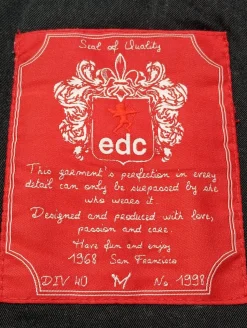 Seal of Quality
edc
This garment's perfection in every
detail can only be surpassed by she
who wears it.
Designed and produced with love,
passion and care.
Have fun and enjoy
1968 San Francisco
DIV 40 No. 1998